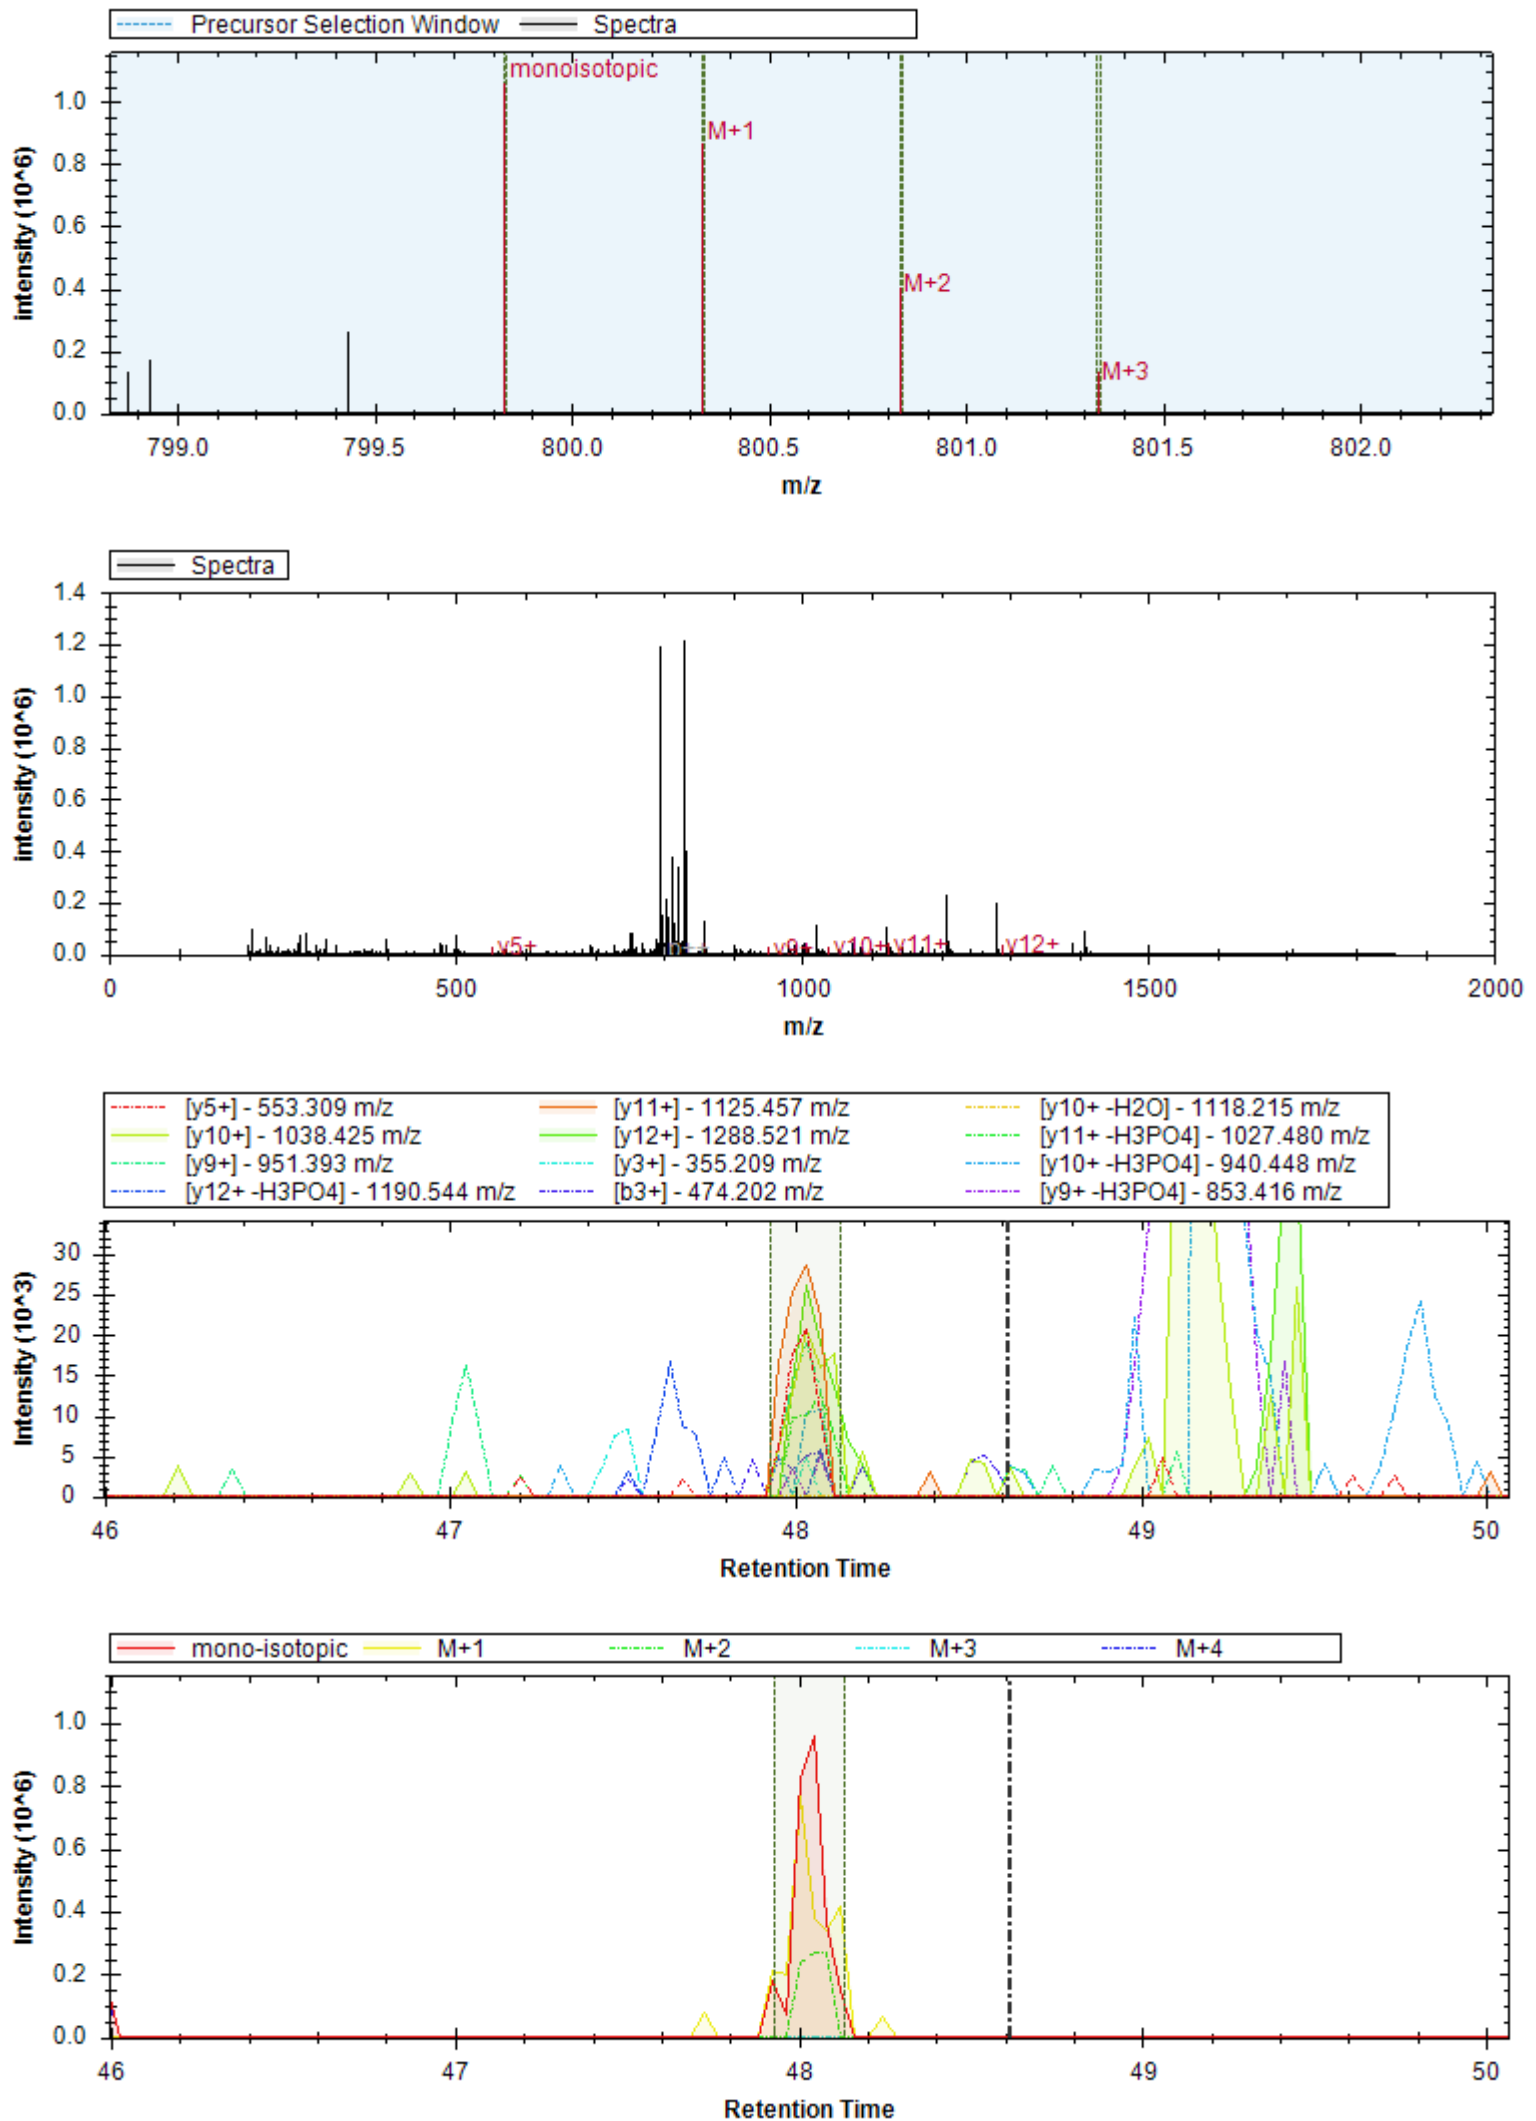 Precursor Selection Window Spectra
monoisotopic
M+1
M+2
M+3
1.0
0.8
0.6
0.4
0.2
0.0
intensity (10^6)
799.0 799.5 800.0 800.5 801.0 801.5 802.0
m/z
Spectra
1.4
1.2
1.0
0.8
0.6
0.4
0.2
0.0
intensity (10^6)
y5+ y9+ y10+ y11+ y12+
0 500 1000 1500 2000
m/z
[y5+] - 553.309 m/z [y11+] - 1125.457 m/z [y10+ -H2O] - 1118.215 m/z
[y10+] - 1038.425 m/z [y12+] - 1288.521 m/z [y11+ -H3PO4] - 1027.480 m/z
[y9+] - 951.393 m/z [y3+] - 355.209 m/z [y10+ -H3PO4] - 940.448 m/z
[y12+ -H3PO4] - 1190.544 m/z [b3+] - 474.202 m/z [y9+ -H3PO4] - 853.416 m/z
30
25
20
15
10
5
0
Intensity (10^3)
46 47 48 49 50
Retention Time
mono-isotopic M+1 M+2 M+3 M+4
1.0
0.8
0.6
0.4
0.2
0.0
Intensity (10^6)
46 47 48 49 50
Retention Time